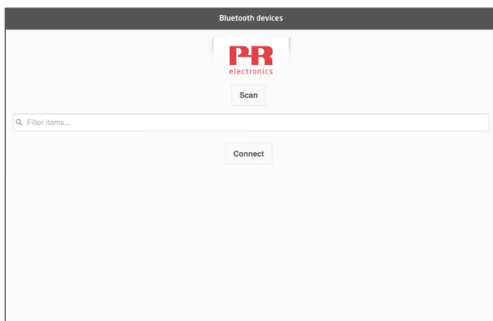 Bluetooth devices
PR
electronics
Scan
Filter items...
Connect